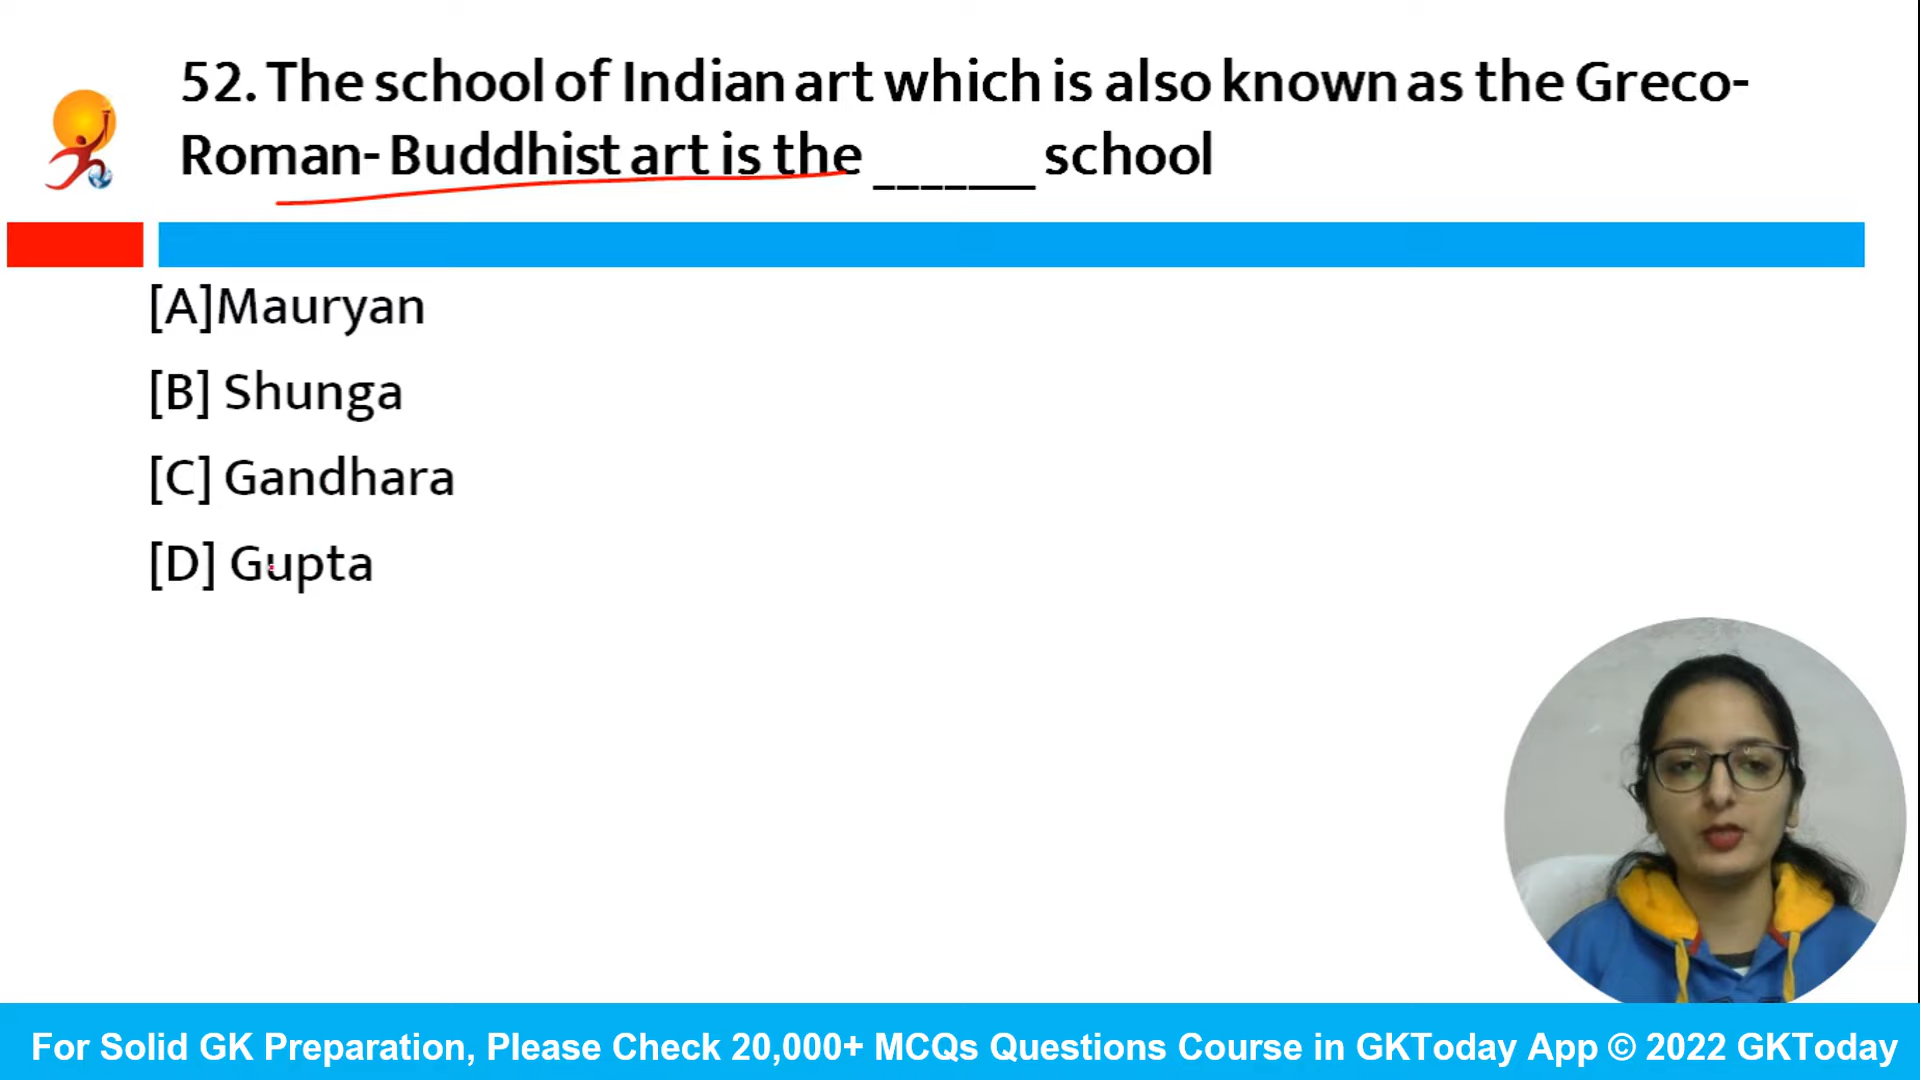 52. The school of Indian art which is also known as the Greco-
Roman- Buddhist art is the _______ school
[A]Mauryan
[B] Shunga
[C] Gandhara
[D] Gupta
For Solid GK Preparation, Please Check 20,000+ MCQs Questions Course in GKToday App © 2022 GKToday